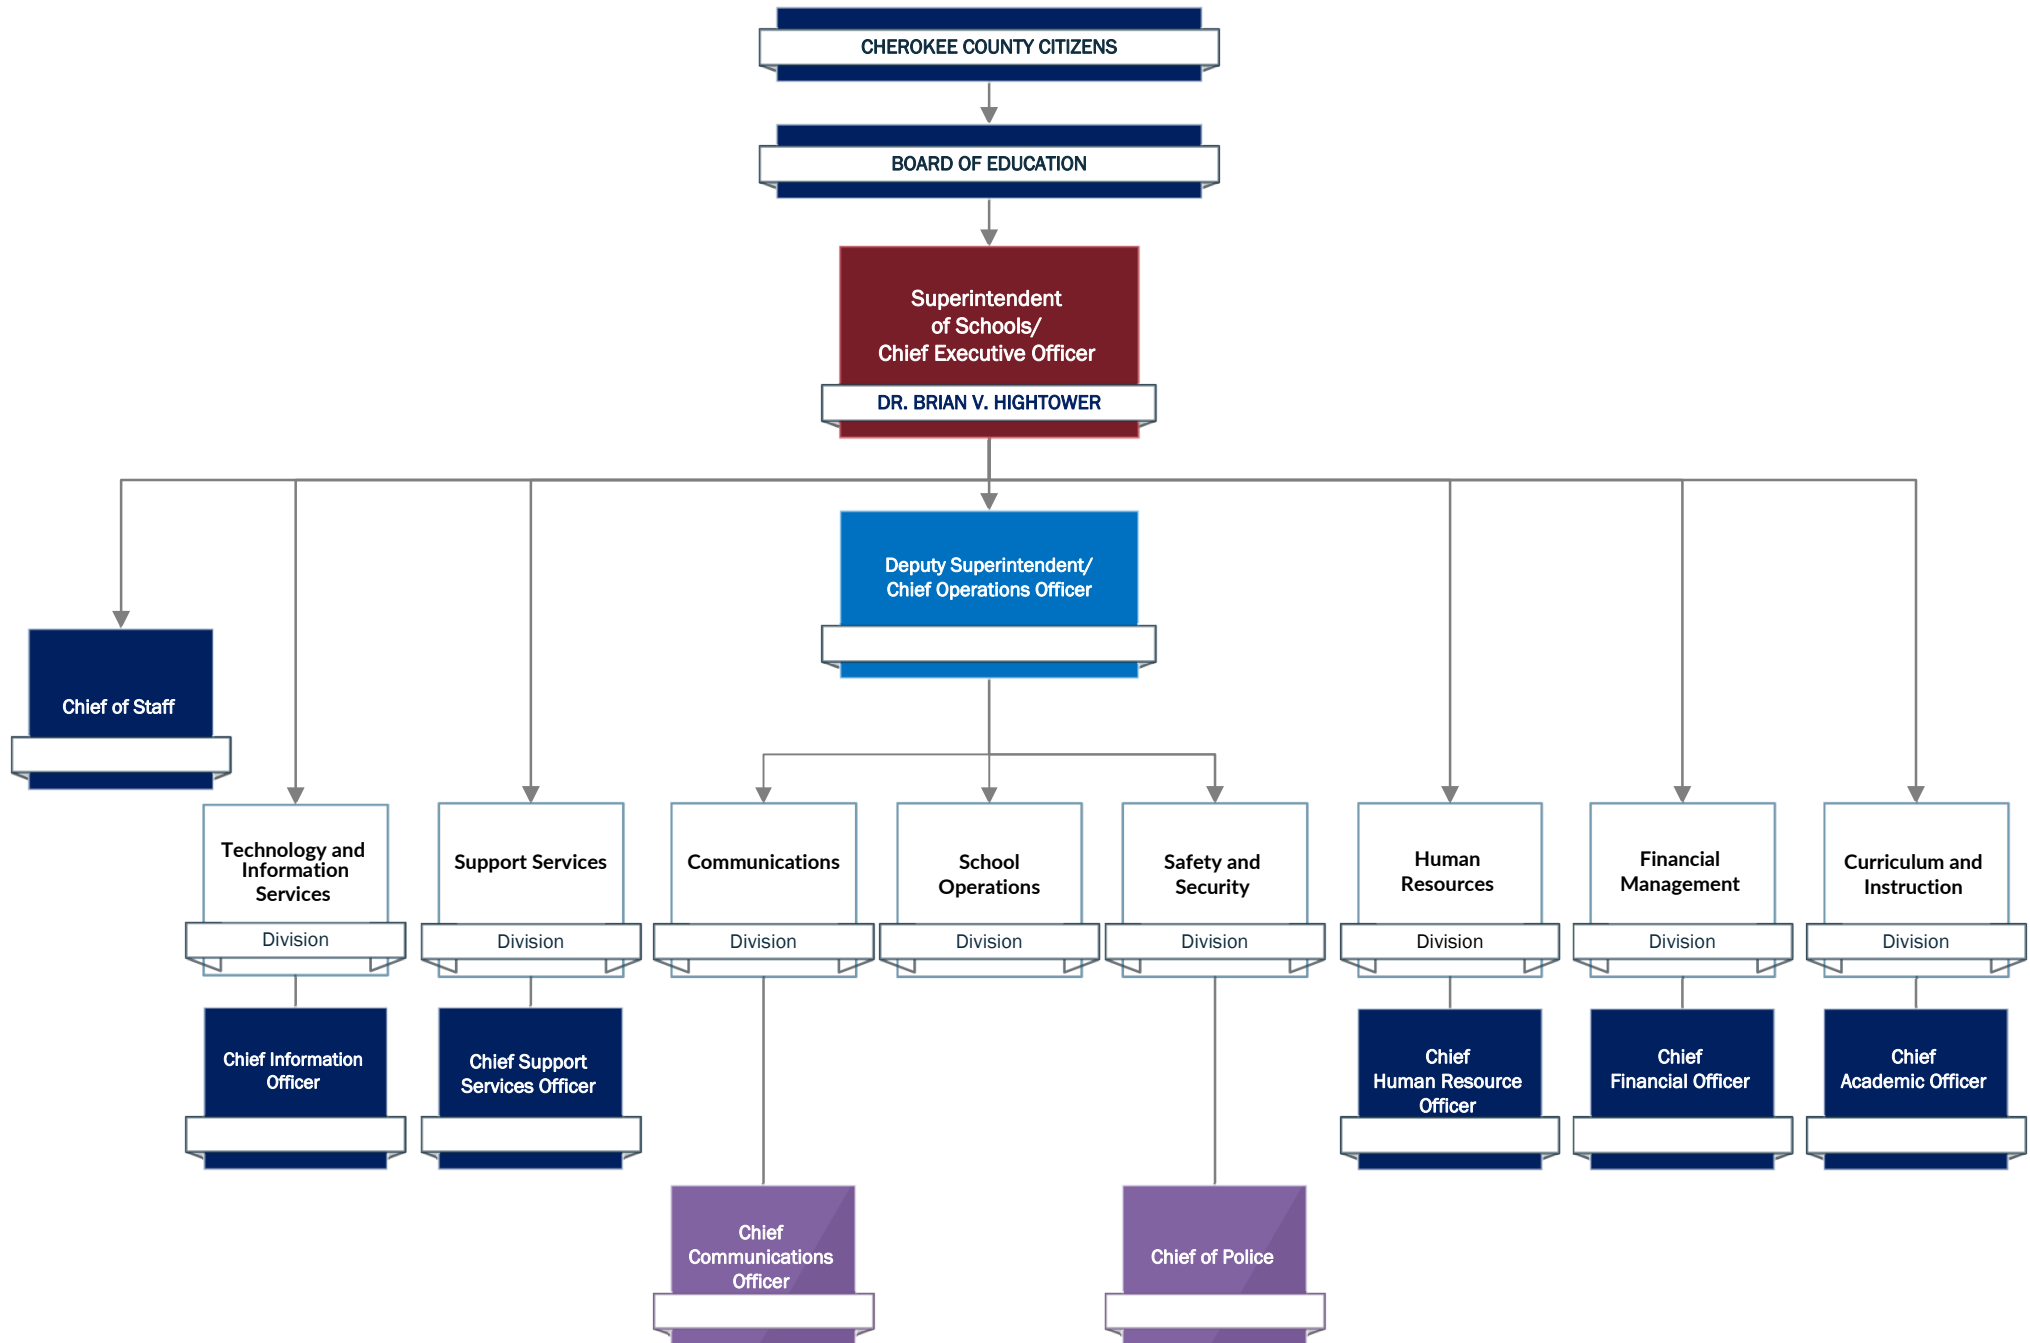 CHEROKEE COUNTY CITIZENS
BOARD OF EDUCATION
Superintendent
of Schools/
Chief Executive Officer
DR. BRIAN V. HIGHTOWER
Deputy Superintendent/
Chief Operations Officer
Chief of Staff
Technology and
Information
Services
Division
Support Services
Division
Communications
Division
School
Operations
Division
Safety and
Security
Division
Human
Resources
Division
Financial
Management
Division
Curriculum and
Instruction
Division
Chief Information
Officer
Chief Support
Services Officer
Chief
Human Resource
Officer
Chief
Financial Officer
Chief
Academic Officer
Chief
Communications
Officer
Chief of Police